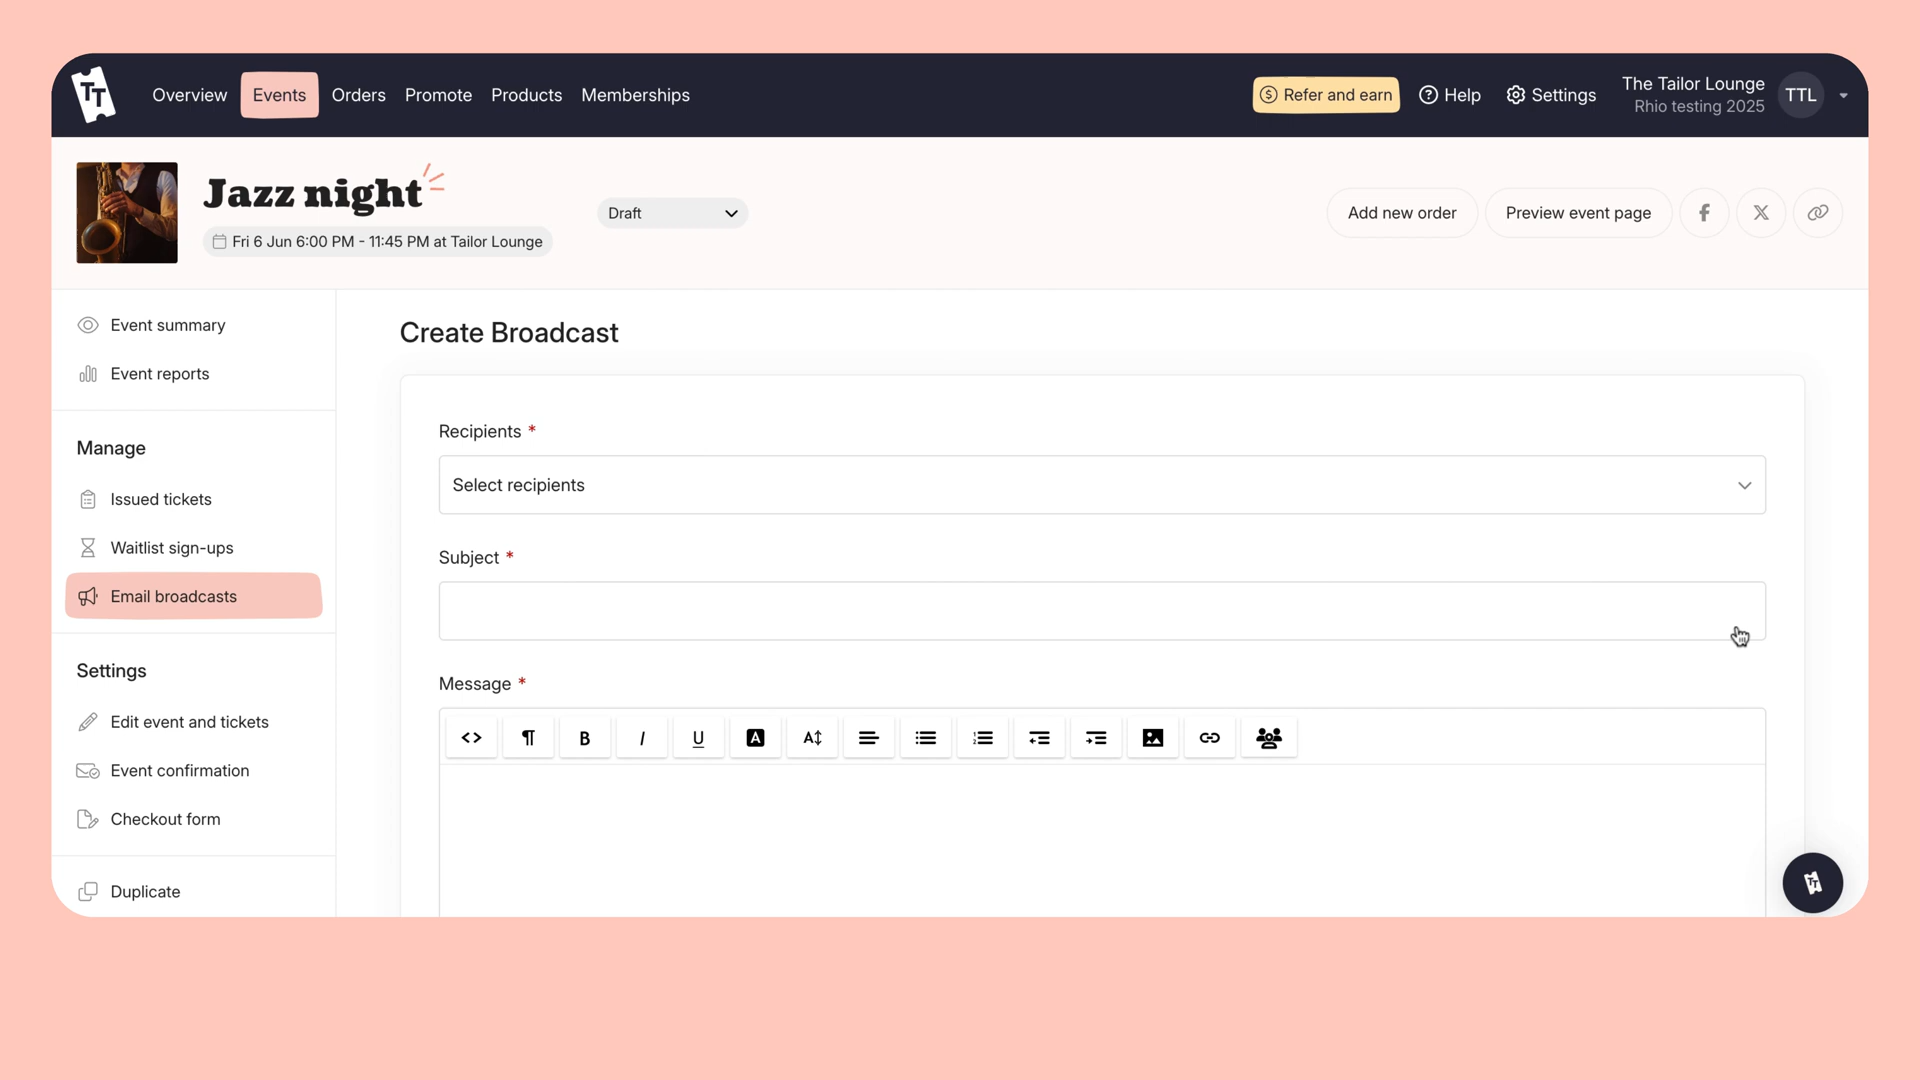 TT
Overview
Events
Orders
Promote
Products
Memberships
Refer and earn
Help
Settings
The Tailor Lounge
Rhio testing 2025
TTL
Jazz night
Fri 6 Jun 6:00 PM - 11:45 PM at Tailor Lounge
Draft
Add new order
Preview event page
Event summary
Event reports
Manage
Issued tickets
Waitlist sign-ups
Email broadcasts
Settings
Edit event and tickets
Event confirmation
Checkout form
Duplicate
Create Broadcast
Recipients *
Select recipients
Subject *
Message *
<> ¶ B I U A A
TT